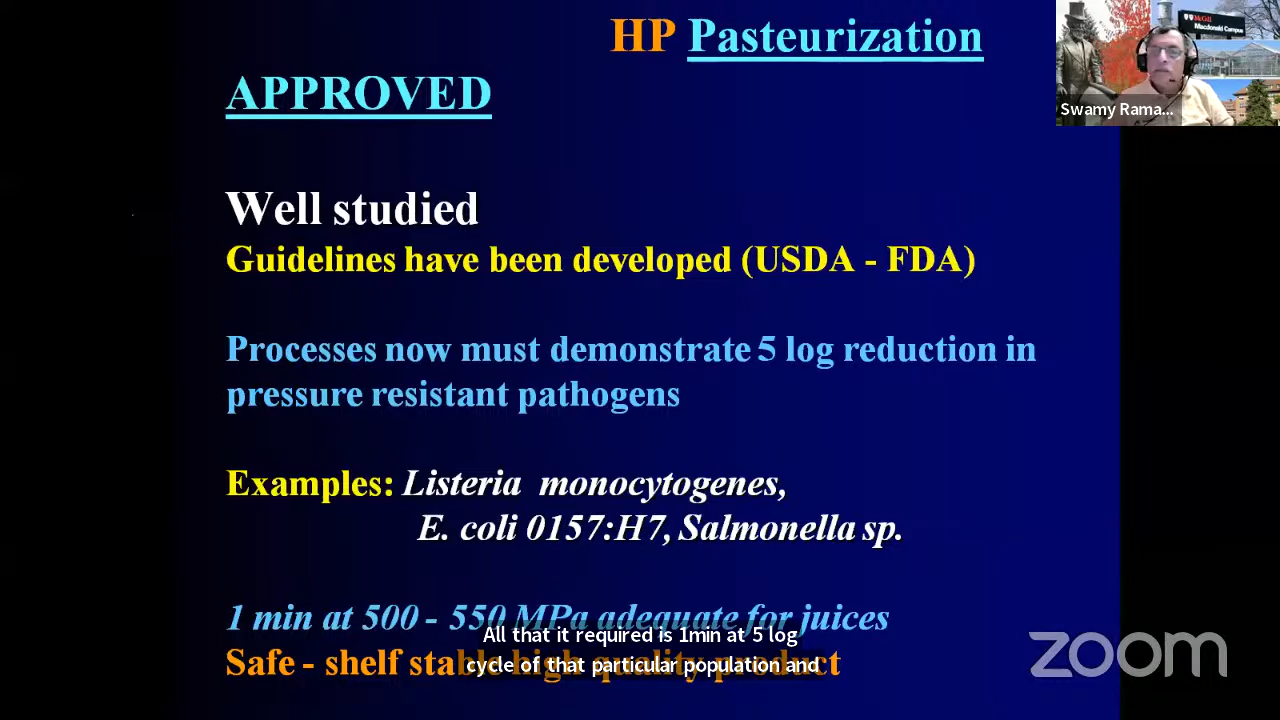 HP Pasteurization
APPROVED
McGill
Macdonald Campus
Swamy Rama...
Well studied
Guidelines have been developed (USDA - FDA)
Processes now must demonstrate 5 log reduction in
pressure resistant pathogens
Examples: Listeria monocytogenes,
E. coli 0157:H7, Salmonella sp.
1 min at 500 - 550 MPa adequate for juices
All that it required is 1min at 5 log
Safe - shelf stable high quality product
cycle of that particular population and
zoom